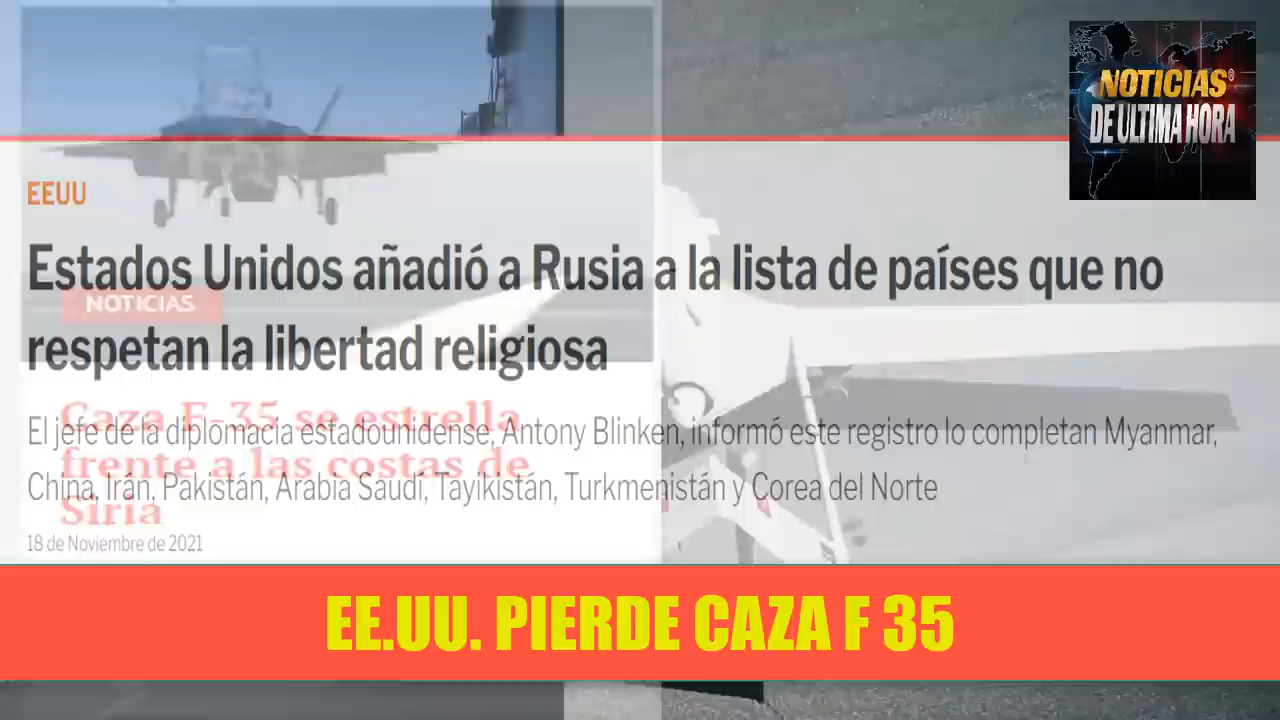 NOTICIAS®
DE ULTIMA HORA
EEUU
Estados Unidos añadió a Rusia a la lista de países que no
respetan la libertad religiosa
NOTICIAS
El jefe de la diplomacia estadounidense, Antony Blinken, informó este registro lo completan Myanmar,
China, Irán, Pakistán, Arabia Saudí, Tayikistán, Turkmenistán y Corea del Norte
Caza F-35 se estrella
frente a las costas de
Siria
18 de Noviembre de 2021
EE.UU. PIERDE CAZA F 35